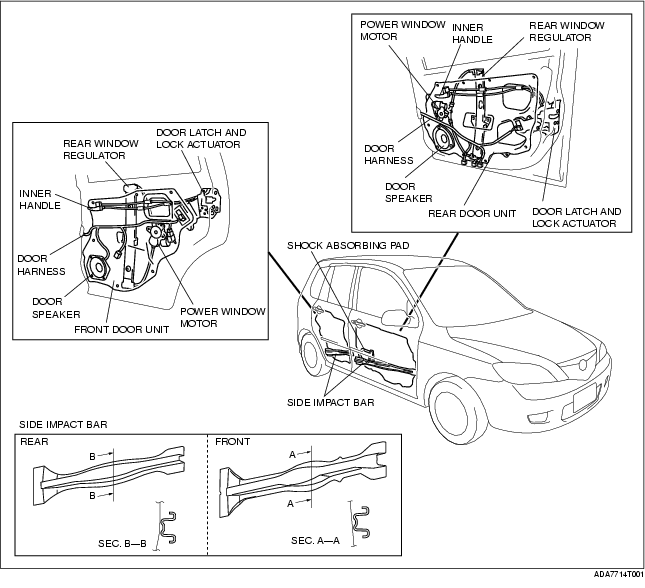 POWER WINDOW
MOTOR
INNER
HANDLE
REAR WINDOW
REGULATOR
DOOR
HARNESS
DOOR
SPEAKER
REAR DOOR UNIT
DOOR LATCH AND
LOCK ACTUATOR
REAR WINDOW
REGULATOR
DOOR LATCH AND
LOCK ACTUATOR
INNER
HANDLE
DOOR
HARNESS
DOOR
SPEAKER
FRONT DOOR UNIT
POWER WINDOW
MOTOR
SHOCK ABSORBING PAD
SIDE IMPACT BAR
SIDE IMPACT BAR
REAR
B
B
SEC. B—B
FRONT
A
A
SEC. A—A
ADA7714T001